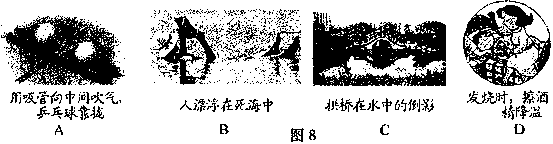 用吸管向中间吹气，
乒乓球靠拢
A
人漂浮在死海中
B
拱桥在水中的倒影
C
发烧时，擦酒
精降温
D
图8